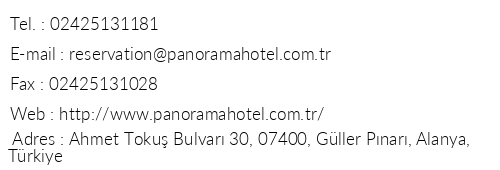 Tel. : 02425131181
E-mail : reservation@panoramahotel.com.tr
Fax : 02425131028
Web : http://www.panoramahotel.com.tr/
Adres : Ahmet Tokuş Bulvarı 30, 07400, Güller Pınarı, Alanya,
Türkiye